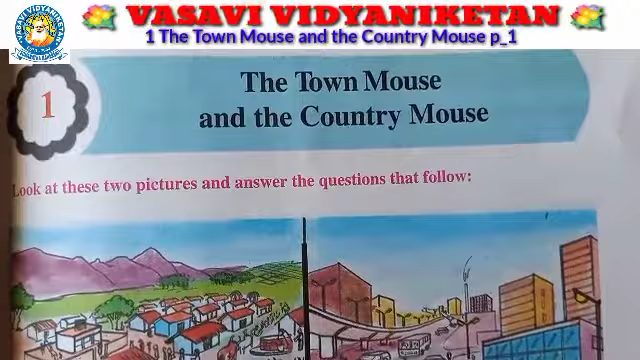 VASAVI VIDYANIKETAN
1 The Town Mouse and the Country Mouse p_1
1
The Town Mouse
and the Country Mouse
Look at these two pictures and answer the questions that follow: